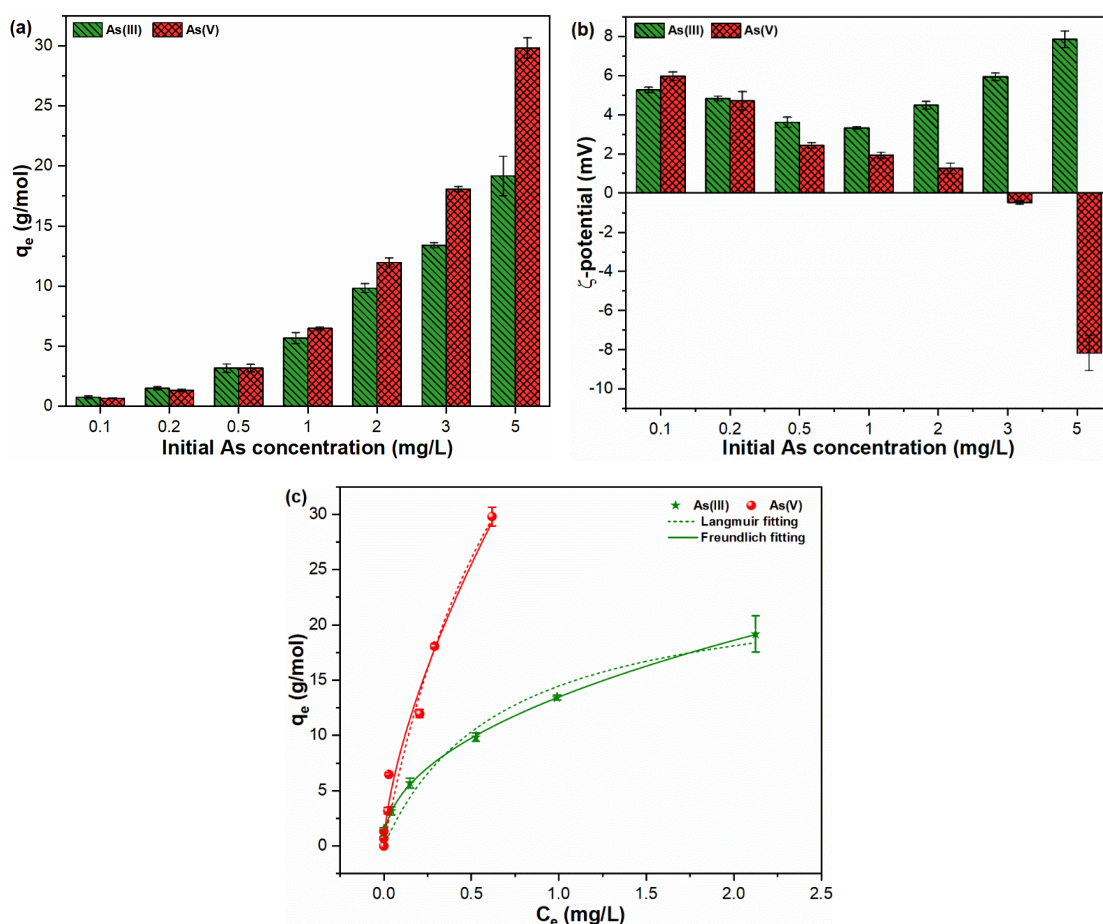 (a)
As(III) As(V)
30
25
20
15
10
5
0
qe (g/mol)
0.1 0.2 0.5 1 2 3 5
Initial As concentration (mg/L)
(b)
As(III) As(V)
8
6
4
2
0
-2
-4
-6
-8
-10
ζ-potential (mV)
0.1 0.2 0.5 1 2 3 5
Initial As concentration (mg/L)
(c)
As(III) As(V)
Langmuir fitting
Freundlich fitting
30
25
20
15
10
5
0
qe (g/mol)
0.0 0.5 1.0 1.5 2.0 2.5
Ce (mg/L)